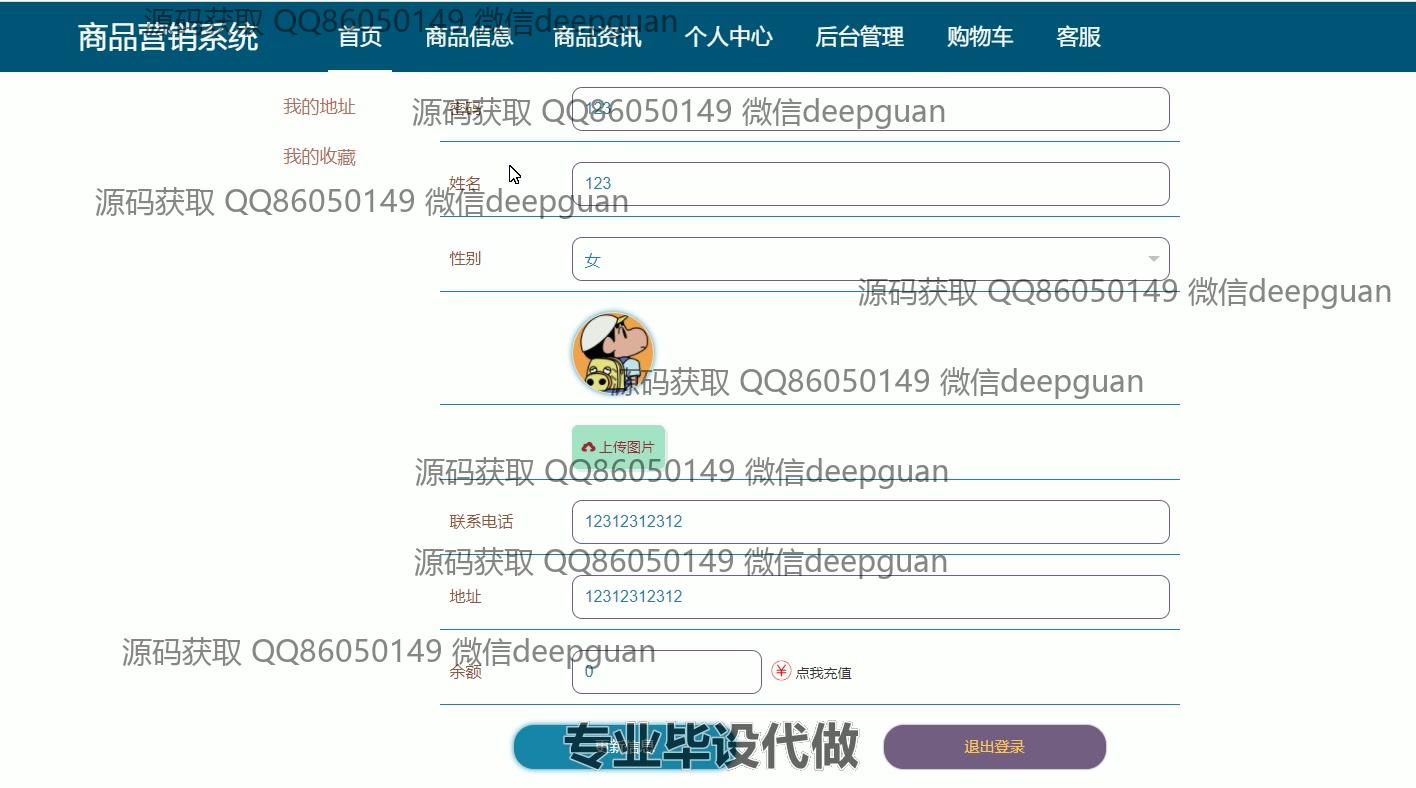 源码获取 QQ86050149 微信deepguan
商品营销系统 首页 商品信息 商品资讯 个人中心 后台管理 购物车 客服
我的地址
密码 123
源码获取 QQ86050149 微信deepguan
我的收藏
姓名 123
源码获取 QQ86050149 微信deepguan
性别 女
源码获取 QQ86050149 微信deepguan
源码获取 QQ86050149 微信deepguan
上传图片
源码获取 QQ86050149 微信deepguan
联系电话 12312312312
源码获取 QQ86050149 微信deepguan
地址 12312312312
源码获取 QQ86050149 微信deepguan
余额 0 ¥ 点我充值
更新信息 退出登录
专业毕设代做